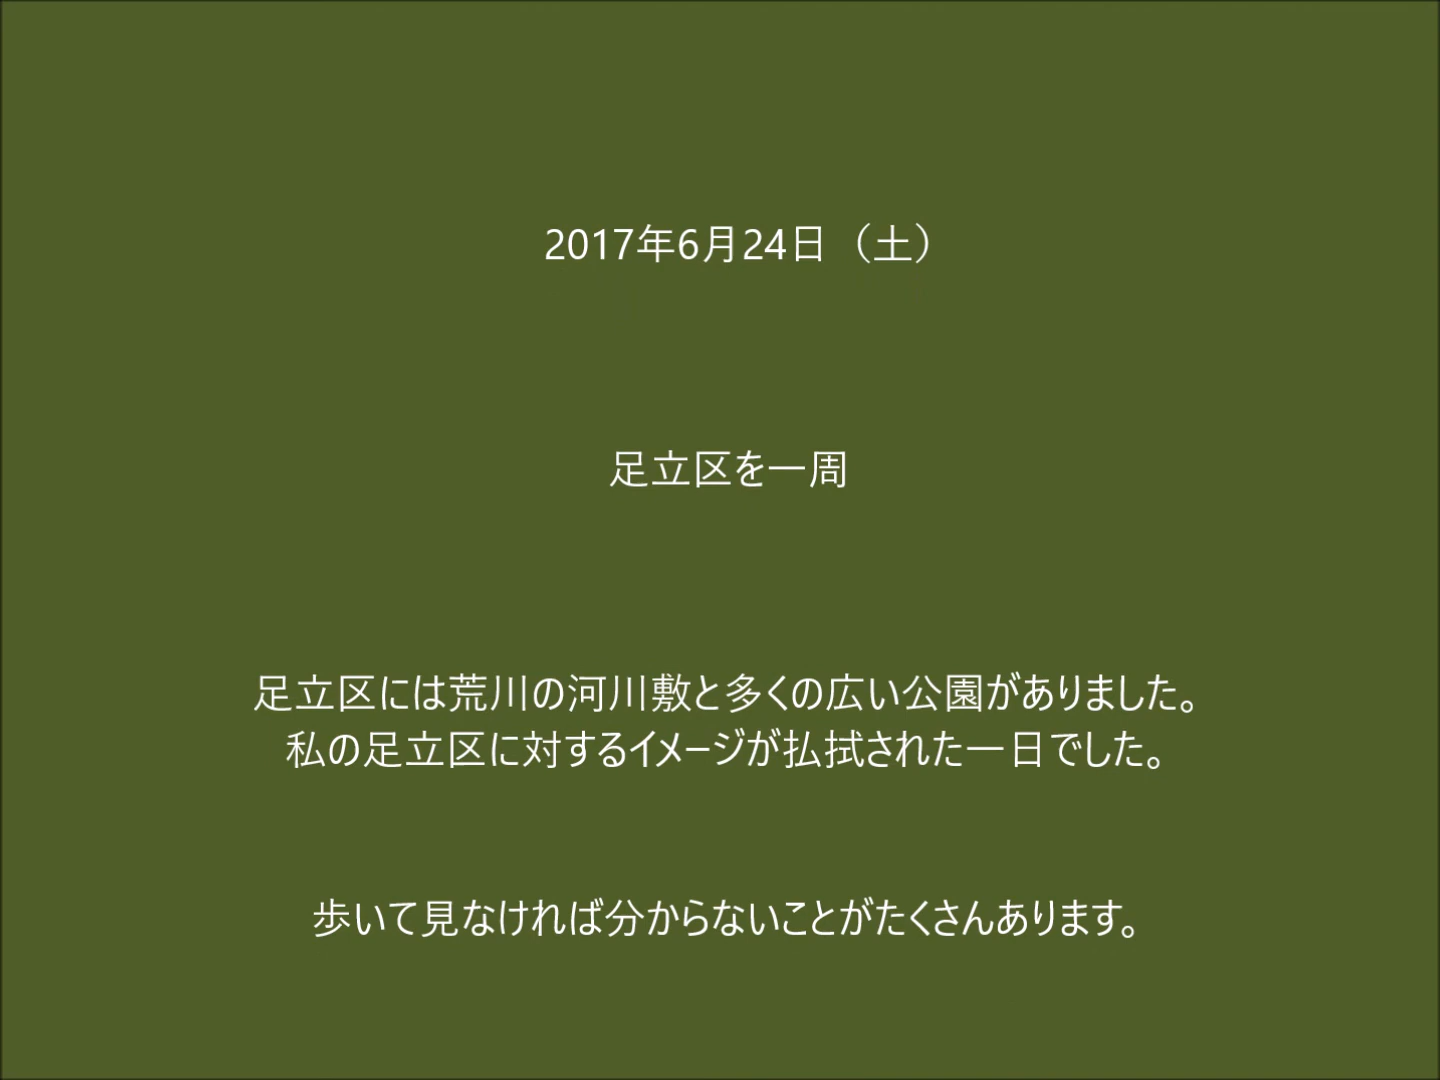 2017年6月24日（土）
足立区を一周
足立区には荒川の河川敷と多くの広い公園がありました。
私の足立区に対するイメージが払拭された一日でした。
歩いて見なければ分からないことがたくさんあります。